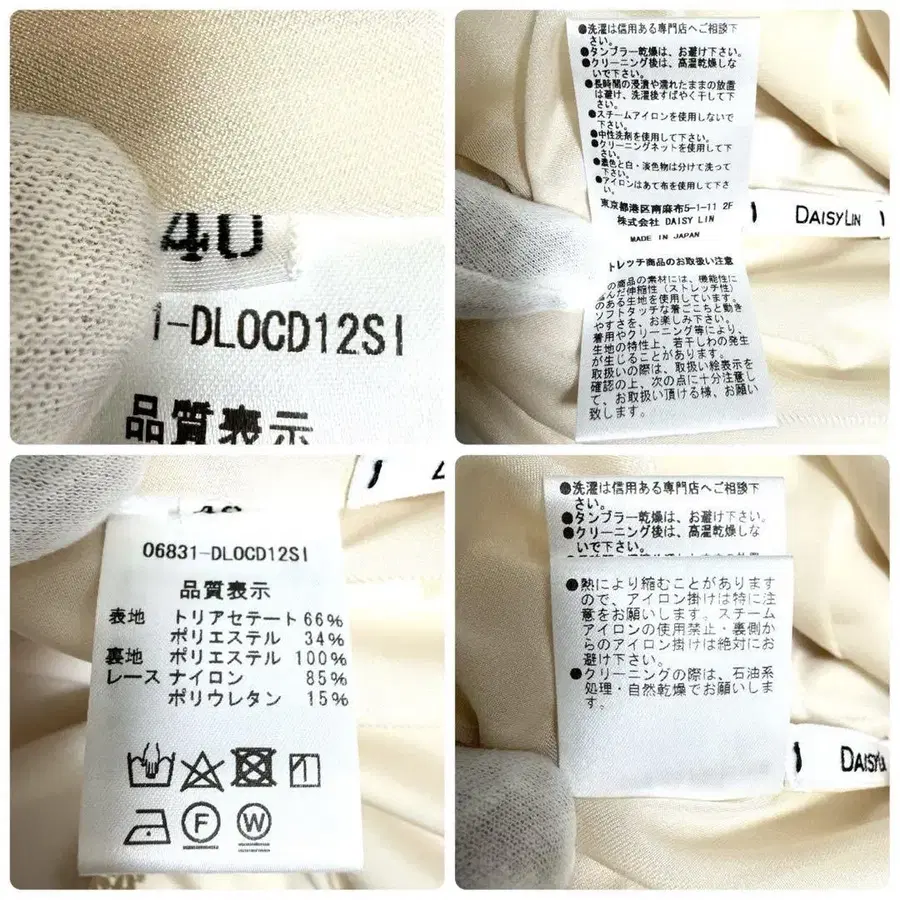 40
1-DLOCD12SI
品質表示
●洗濯は信用ある専門店へご相談下
さい。
●タンブラー乾燥は、お避け下さい。
●クリーニング後は、高温乾燥しな
いで下さい。
●長時間の浸漬や濡れたままの放置
は避け、洗濯後すばやく干して下
さい。
●スチームアイロンを使用しないで
下さい。
●中性洗剤を使用して下さい。
●クリーニングネットを使用して下
さい。
●濃色と白・淡色物は分けて洗って
下さい。
●アイロンはあて布を使用して下さ
い。
東京都港区南麻布5-1-11 2F
株式会社 DAISY LIN
MADE IN JAPAN
トレッチ商品のお取扱い注意
の商品の素材には、機能性に
んだ伸縮性(ストレッチ性)
のある生地を使用しています。
ソフトタッチな着ごこちと動き
やすさを、お楽しみ下さい。
着用やクリーニング等により、
生地の特性上、若干しわの発生
が生じることがあります。
取扱いの際は、取扱い絵表示を
確認の上、次の点に十分注意し
て、お取扱い頂ける様、お願い
致します。
DAISY LIN
40
06831-DLOCD12SI
品質表示
表地 トリアセテート 66%
ポリエステル 34%
裏地 ポリエステル 100%
レース ナイロン 85%
ポリウレタン 15%
F
W
●洗濯は信用ある専門店へご相談下
さい。
●タンブラー乾燥は、お避け下さい。
●クリーニング後は、高温乾燥しな
いで下さい。
●熱により縮むことがあります
ので、アイロン掛けは特に注
意をお願いします。スチーム
アイロンの使用禁止・裏側か
らのアイロン掛けは絶対にお
避け下さい。
●クリーニングの際は、石油系
処理・自然乾燥でお願いしま
す。
DAISY